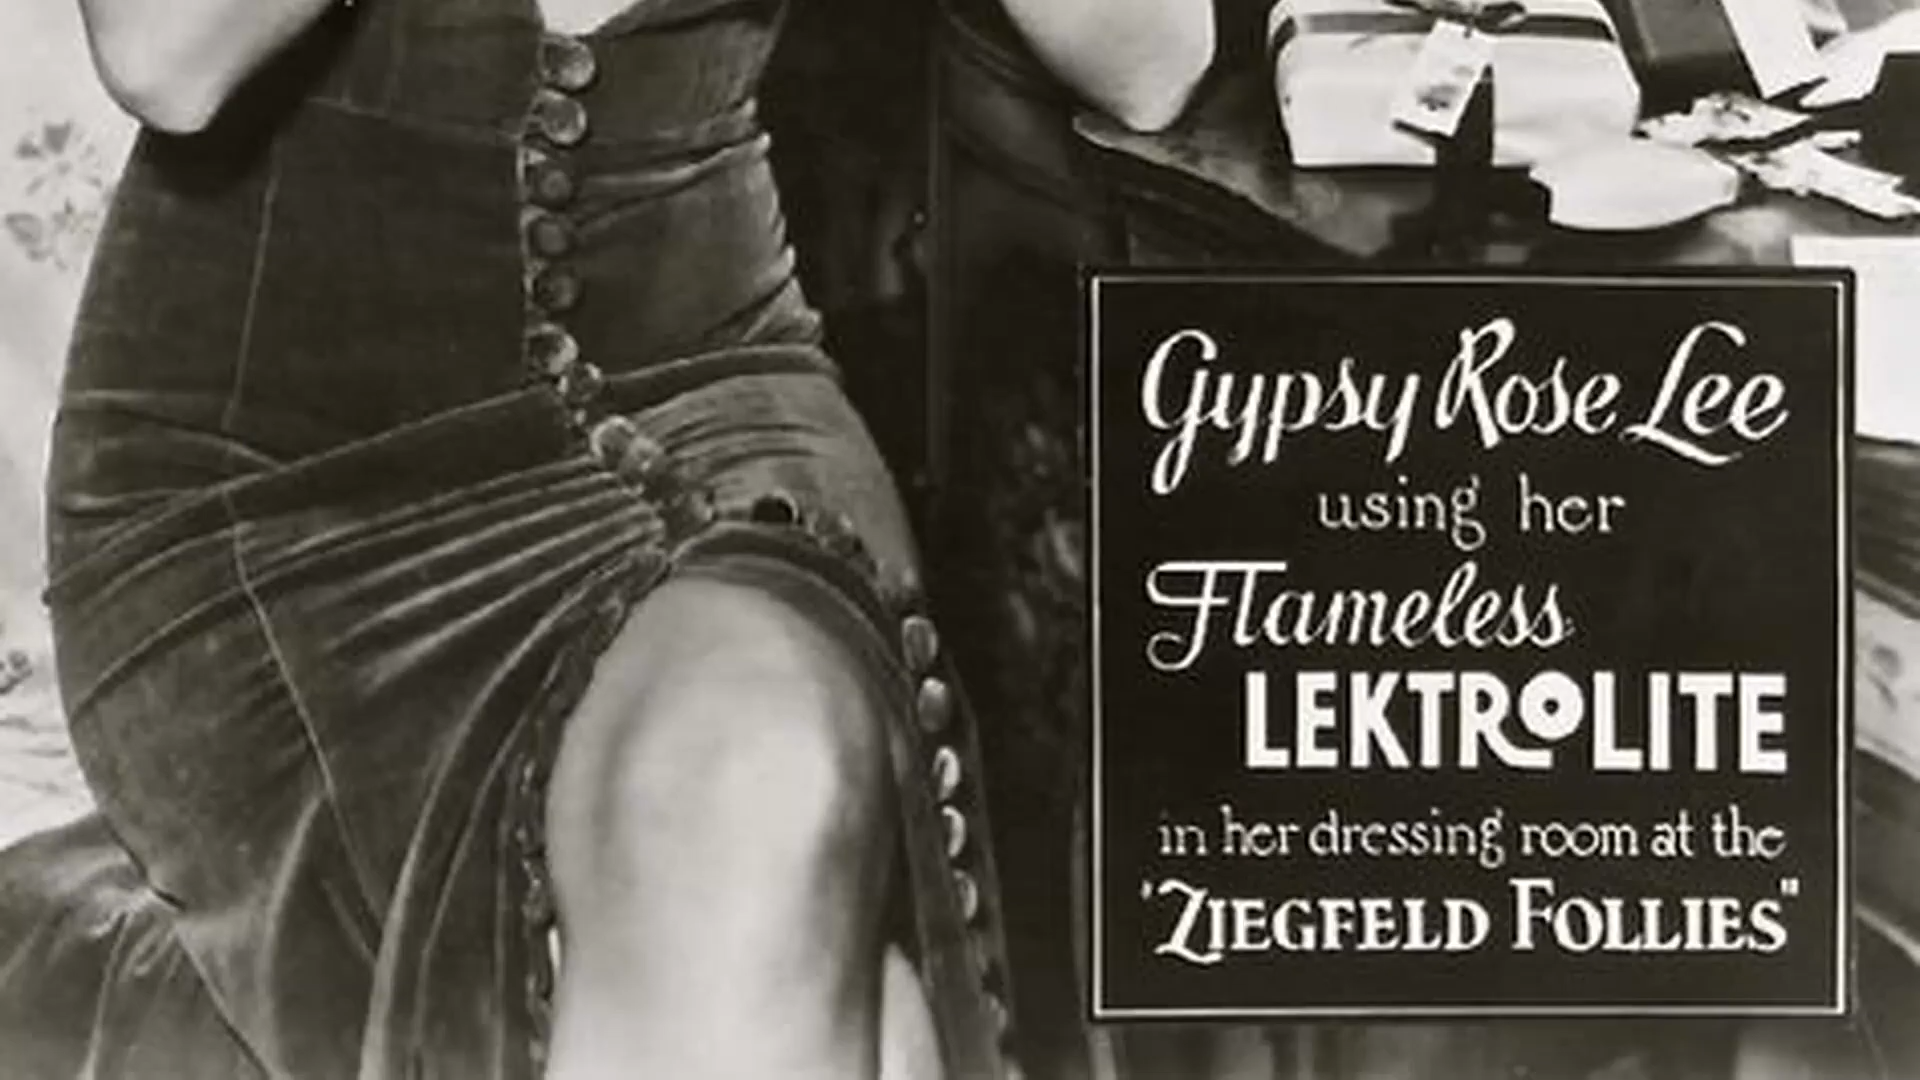 Gypsy Rose Lee
using her
Flameless
LEKTROLITE
in her dressing room at the
"ZIEGFELD FOLLIES"